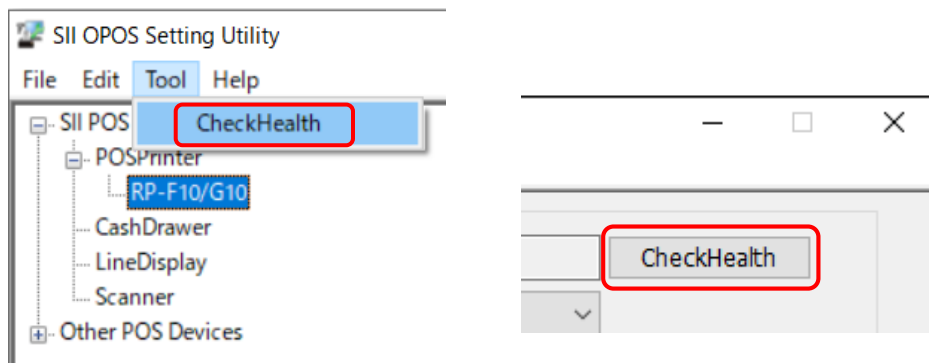 SII OPOS Setting Utility
File Edit Tool Help
CheckHealth
SII POS
POSPrinter
RP-F10/G10
CashDrawer
LineDisplay
Scanner
Other POS Devices
CheckHealth